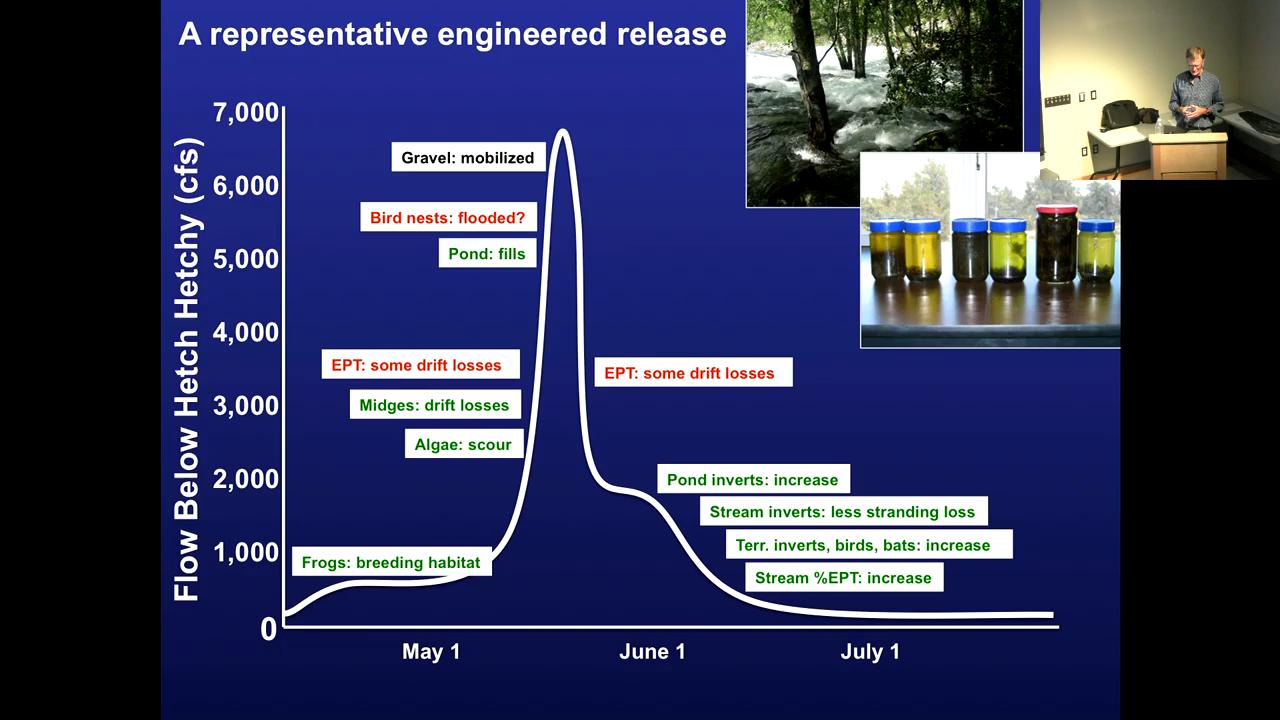 A representative engineered release
Flow Below Hetch Hetchy (cfs)
7,000
6,000
5,000
4,000
3,000
2,000
1,000
0
Gravel: mobilized
Bird nests: flooded?
Pond: fills
EPT: some drift losses
Midges: drift losses
Algae: scour
Frogs: breeding habitat
EPT: some drift losses
Pond inverts: increase
Stream inverts: less stranding loss
Terr. inverts, birds, bats: increase
Stream %EPT: increase
May 1
June 1
July 1